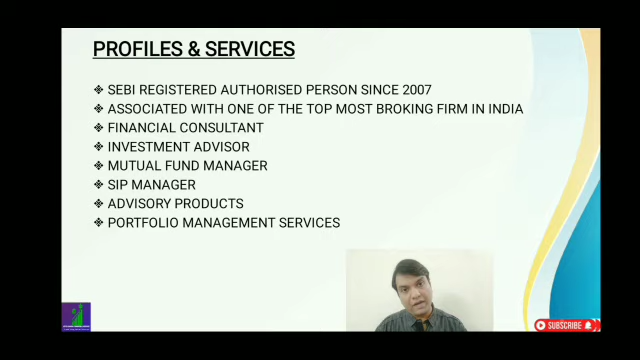 PROFILES & SERVICES
❖ SEBI REGISTERED AUTHORISED PERSON SINCE 2007
❖ ASSOCIATED WITH ONE OF THE TOP MOST BROKING FIRM IN INDIA
❖ FINANCIAL CONSULTANT
❖ INVESTMENT ADVISOR
❖ MUTUAL FUND MANAGER
❖ SIP MANAGER
❖ ADVISORY PRODUCTS
❖ PORTFOLIO MANAGEMENT SERVICES
SUBSCRIBE